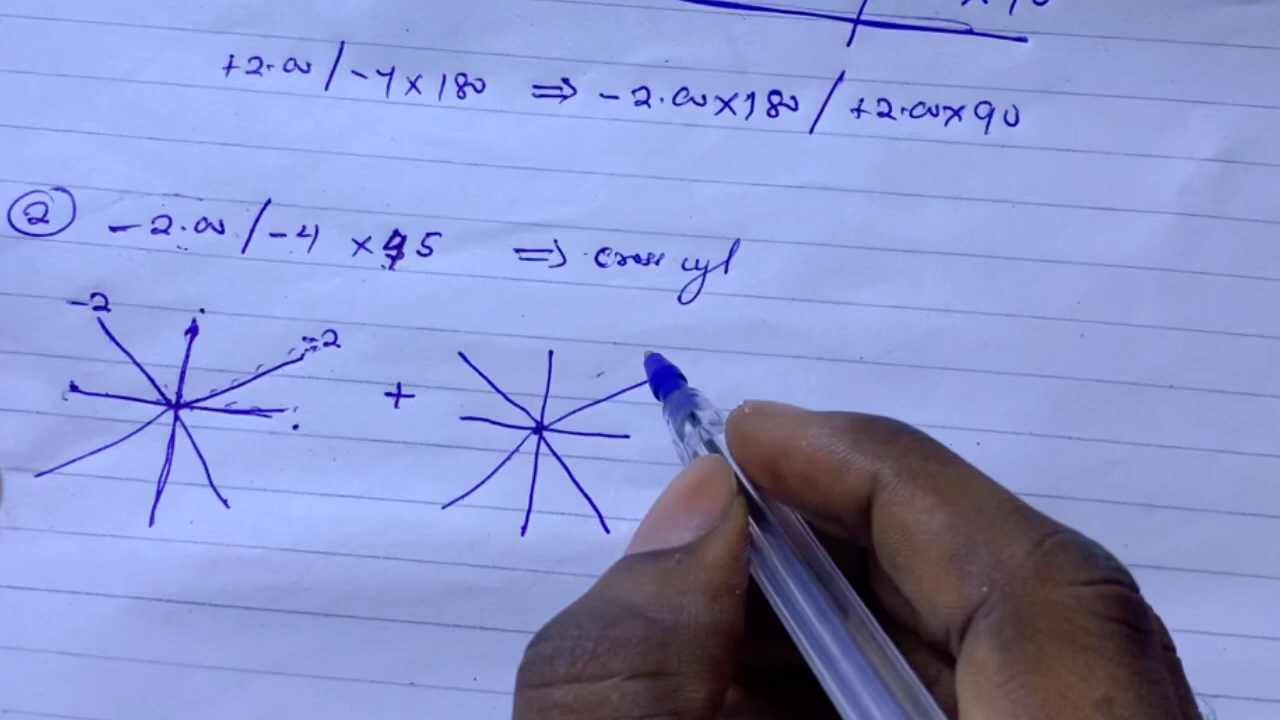 +2.00 / -4 x 180 ⇒ -2.00 x 180 / +2.00 x 90
② -2.00 / -4 x 45 ⇒ cross cyl
-2 -2
+